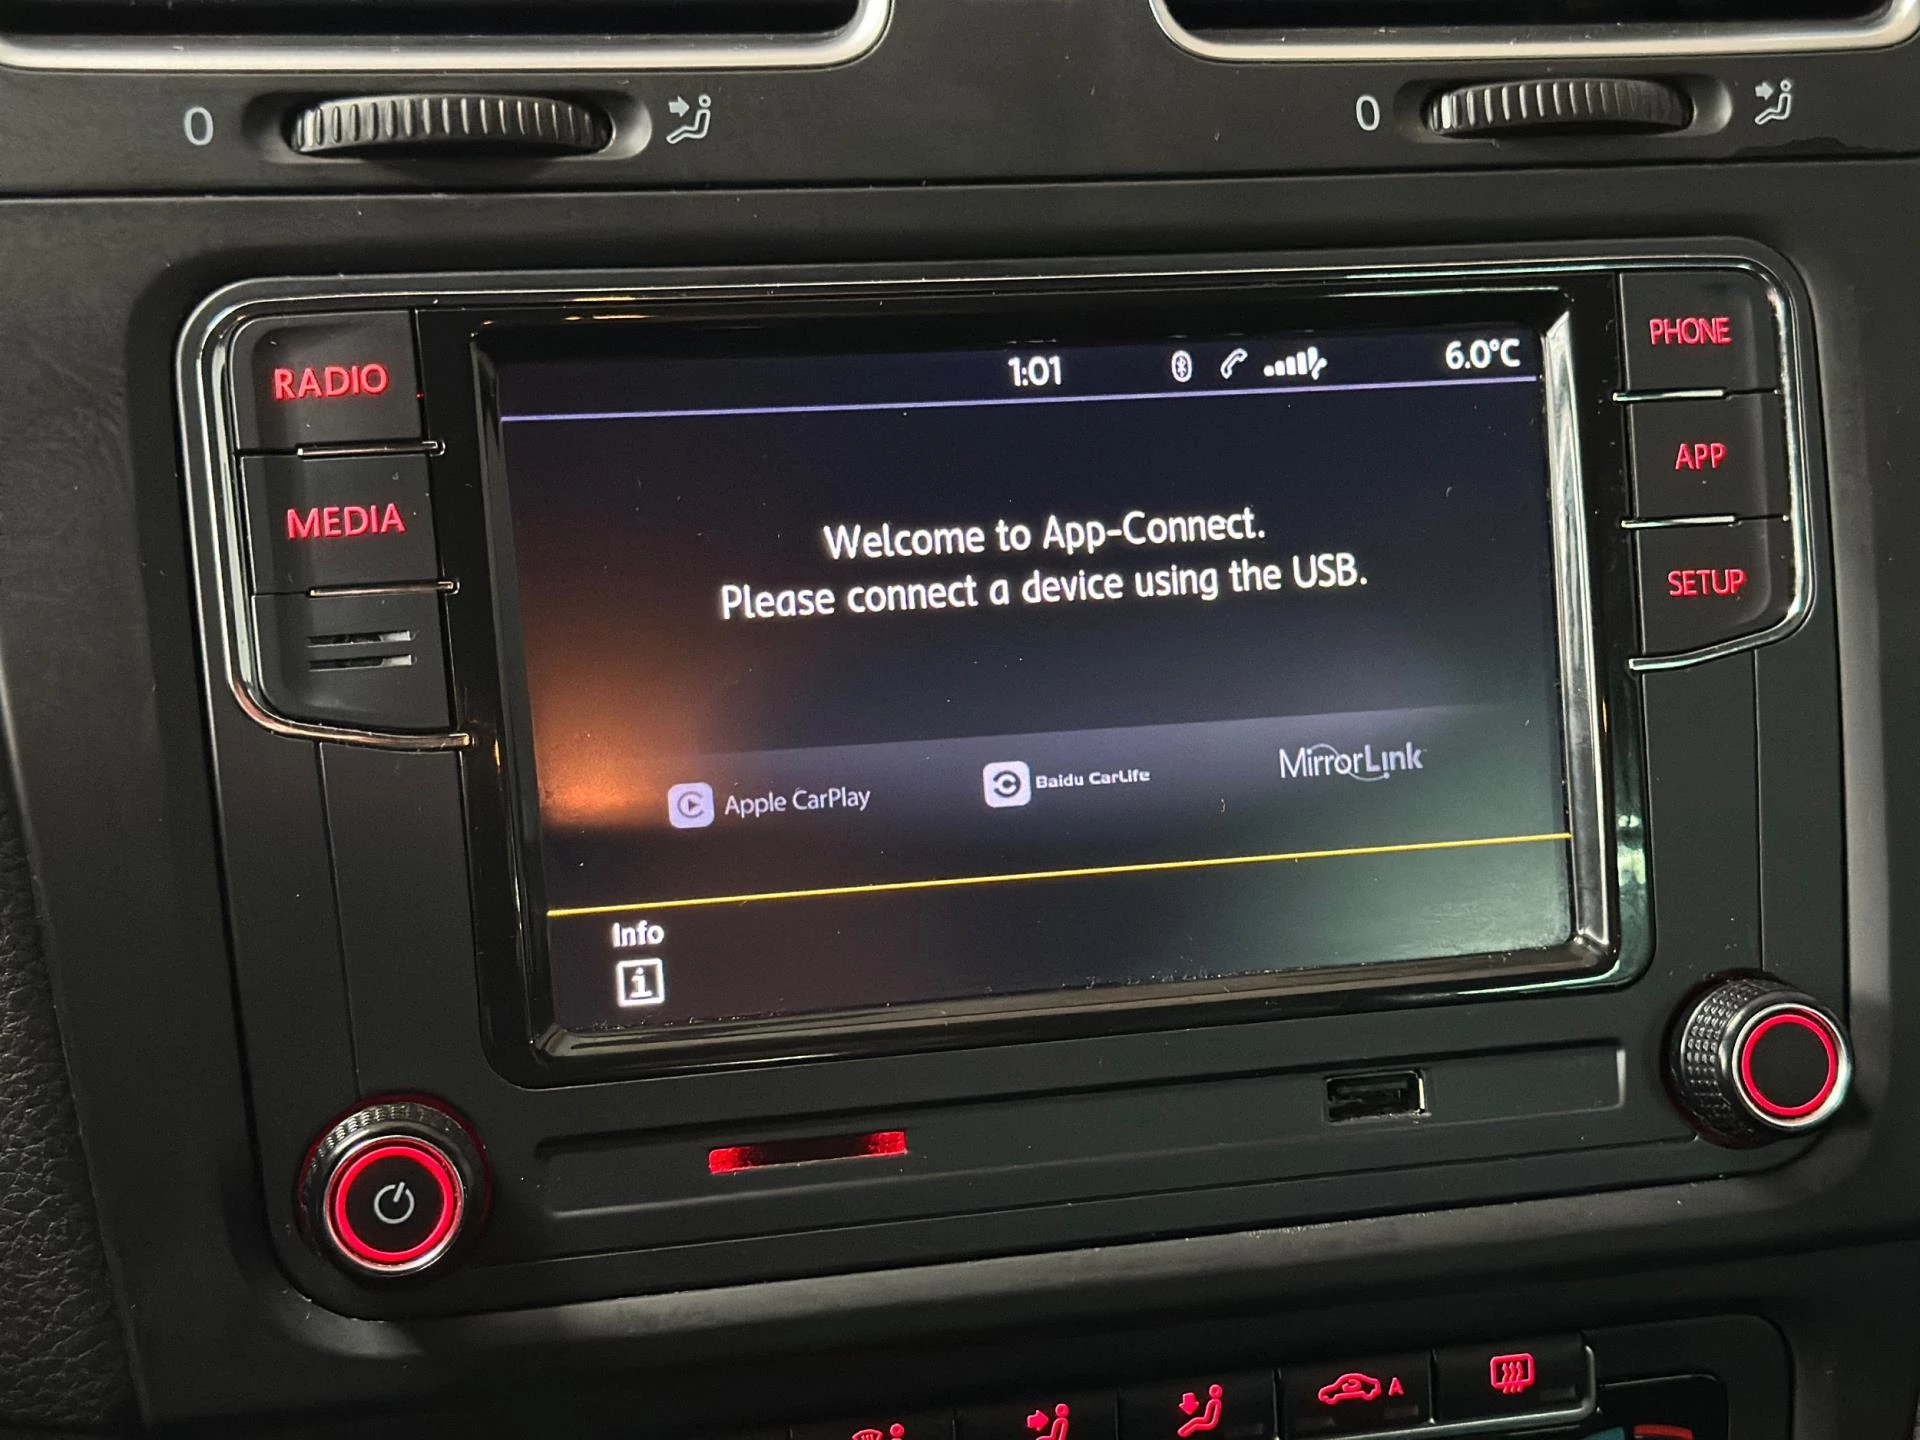 0
0
RADIO
MEDIA
1:01
6.0°C
PHONE
APP
SETUP
Welcome to App-Connect.
Please connect a device using the USB.
Apple CarPlay
Baidu CarLife
MirrorLink
Info
i
A